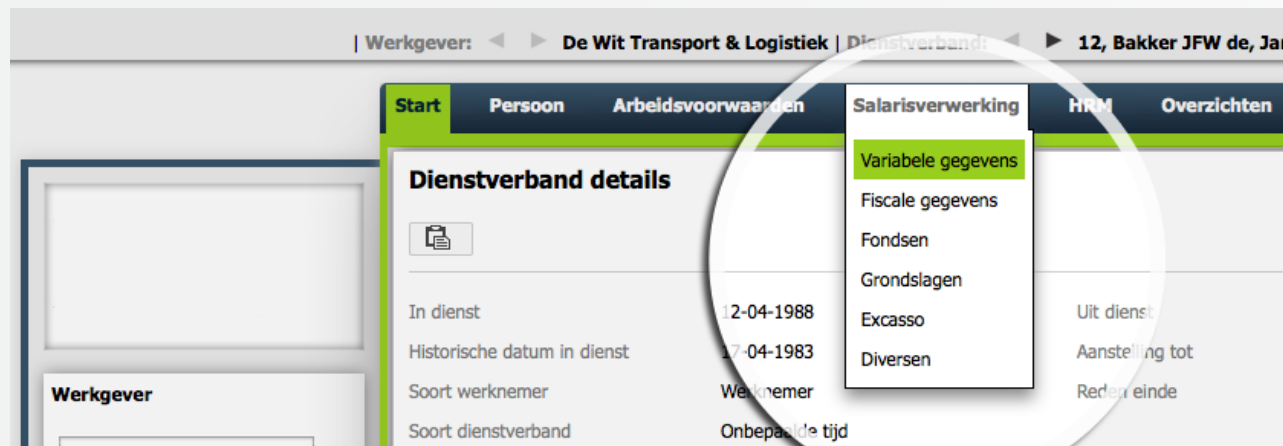 | Werkgever: De Wit Transport & Logistiek | Dienstverband: 12, Bakker JFW de, Jan
Start Persoon Arbeidsvoorwaarden Salarisverwerking HRM Overzichten
Variabele gegevens
Fiscale gegevens
Fondsen
Grondslagen
Excasso
Diversen
Dienstverband details
In dienst 12-04-1988 Uit dienst
Historische datum in dienst 17-04-1983 Aanstelling tot
Soort werknemer Werknemer Reden einde
Soort dienstverband Onbepaalde tijd
Werkgever